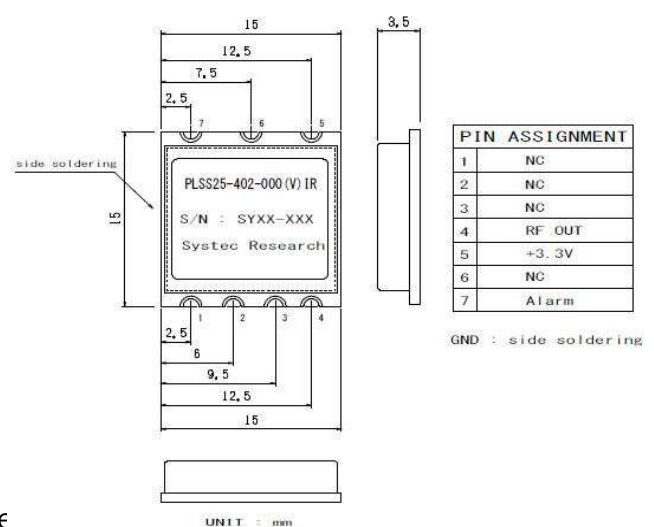 15
3.5
12.5
7.5
2.5
7 6 5
side soldering
15
PLSS25-402-000(V)IR
S/N : SYXX-XXX
Systec Research
1 2 3 4
2.5
6
9.5
12.5
15
PIN ASSIGNMENT
1 NC
2 NC
3 NC
4 RF OUT
5 +3.3V
6 NC
7 Alarm
GND : side soldering
UNIT : mm